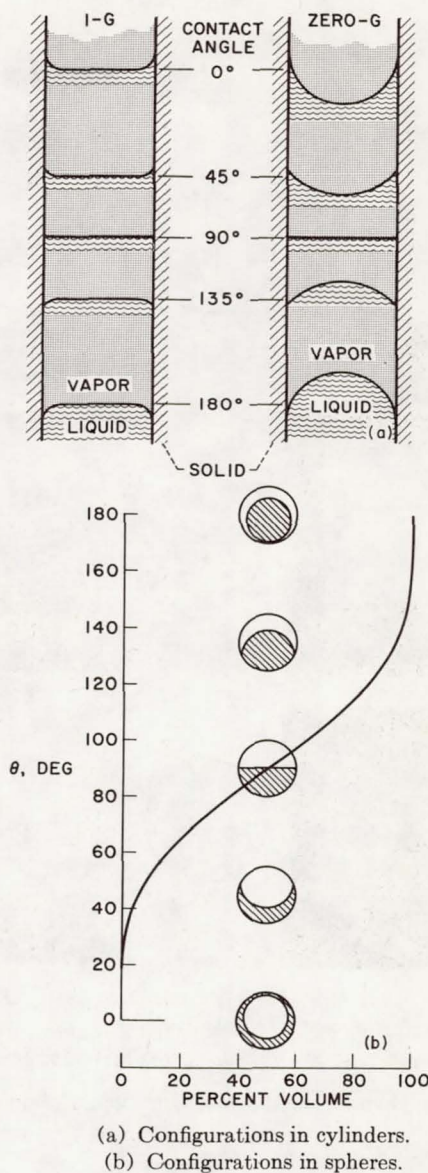 1-G
CONTACT
ANGLE
ZERO-G
0°
45°
90°
135°
VAPOR
180°
LIQUID
SOLID
VAPOR
LIQUID
(a)
180
160
140
120
100
θ, DEG
80
60
40
20
0
(b)
0 20 40 60 80 100
PERCENT VOLUME
(a) Configurations in cylinders.
(b) Configurations in spheres.